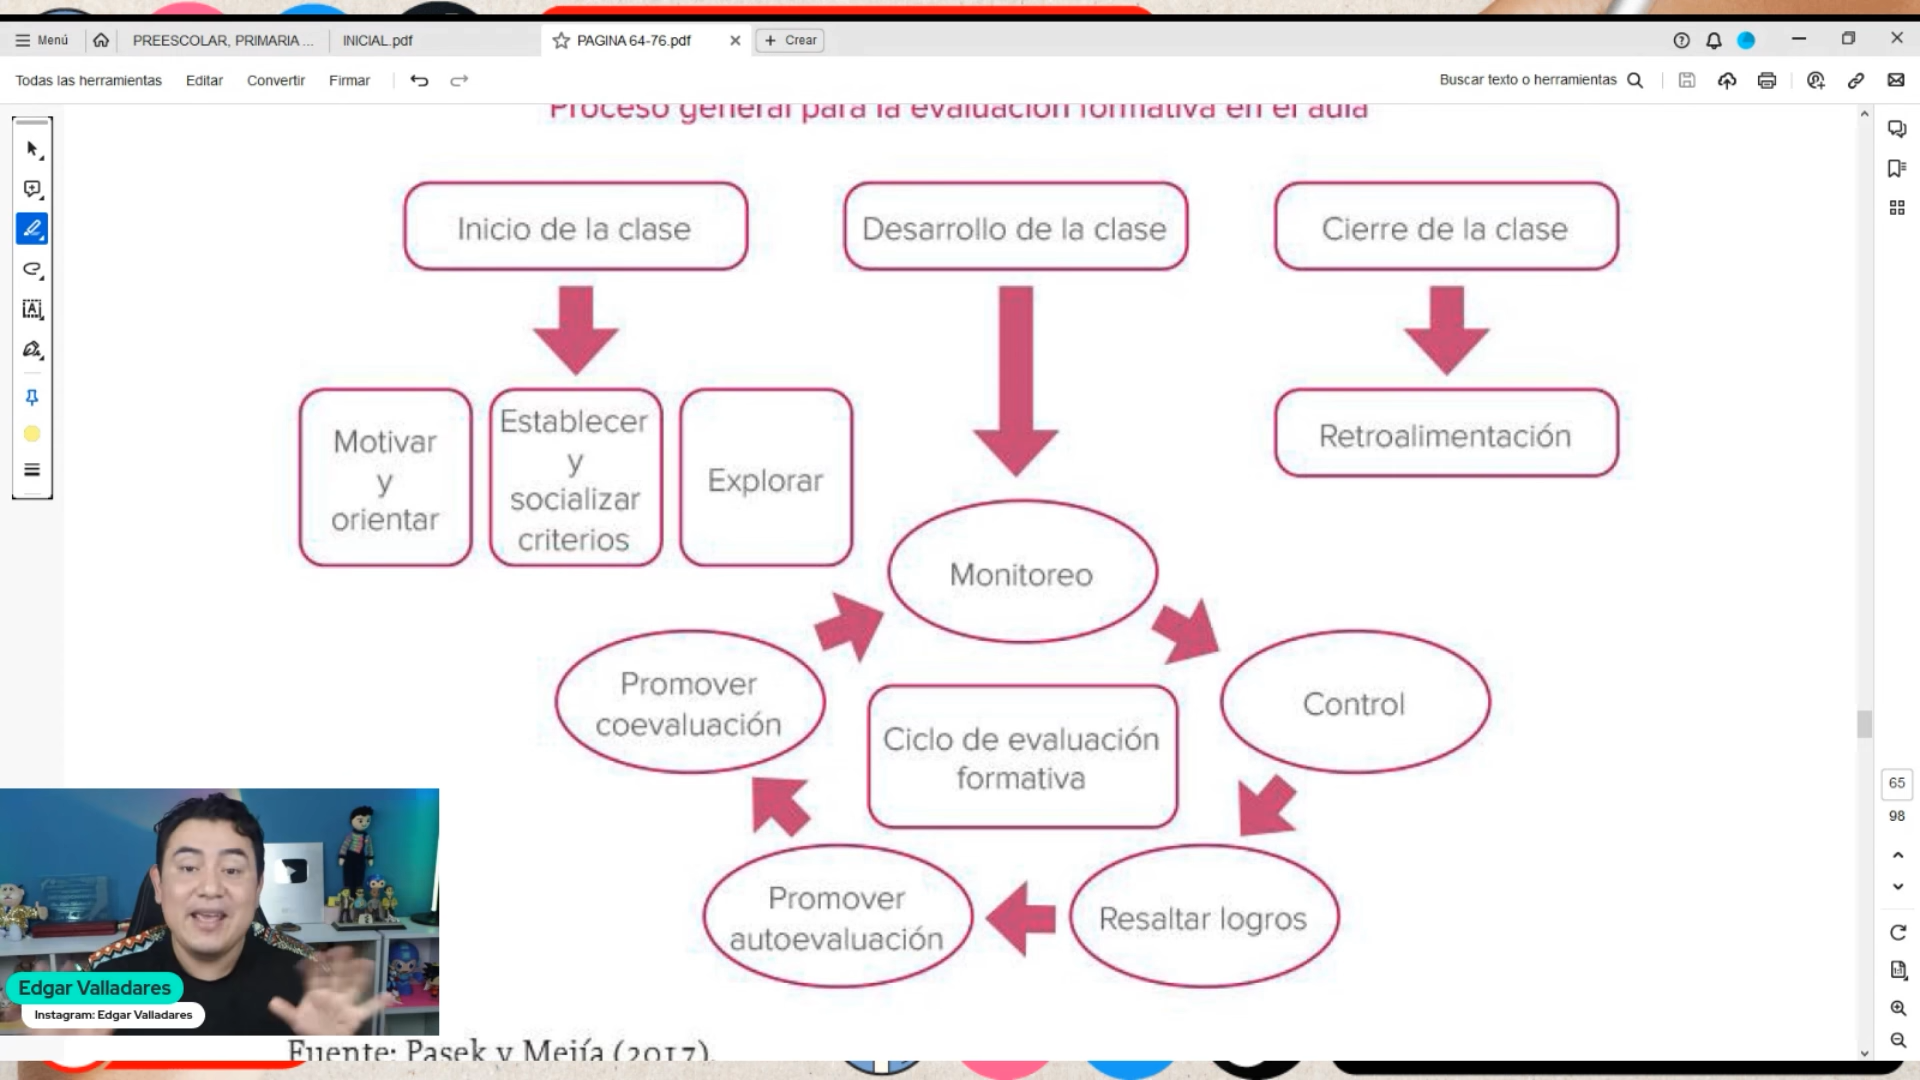 Menú
PREESCOLAR, PRIMARIA ...
INICIAL.pdf
PAGINA 64-76.pdf
Crear
Todas las herramientas
Editar
Convertir
Firmar
Buscar texto o herramientas
Proceso general para la evaluación formativa en el aula
Inicio de la clase
Desarrollo de la clase
Cierre de la clase
Motivar
y
orientar
Establecer
y
socializar
criterios
Explorar
Retroalimentación
Monitoreo
Promover
coevaluación
Control
Ciclo de evaluación
formativa
Promover
autoevaluación
Resaltar logros
65
98
Edgar Valladares
Instagram: Edgar Valladares
Fuente: Pasek y Mejía (2017).